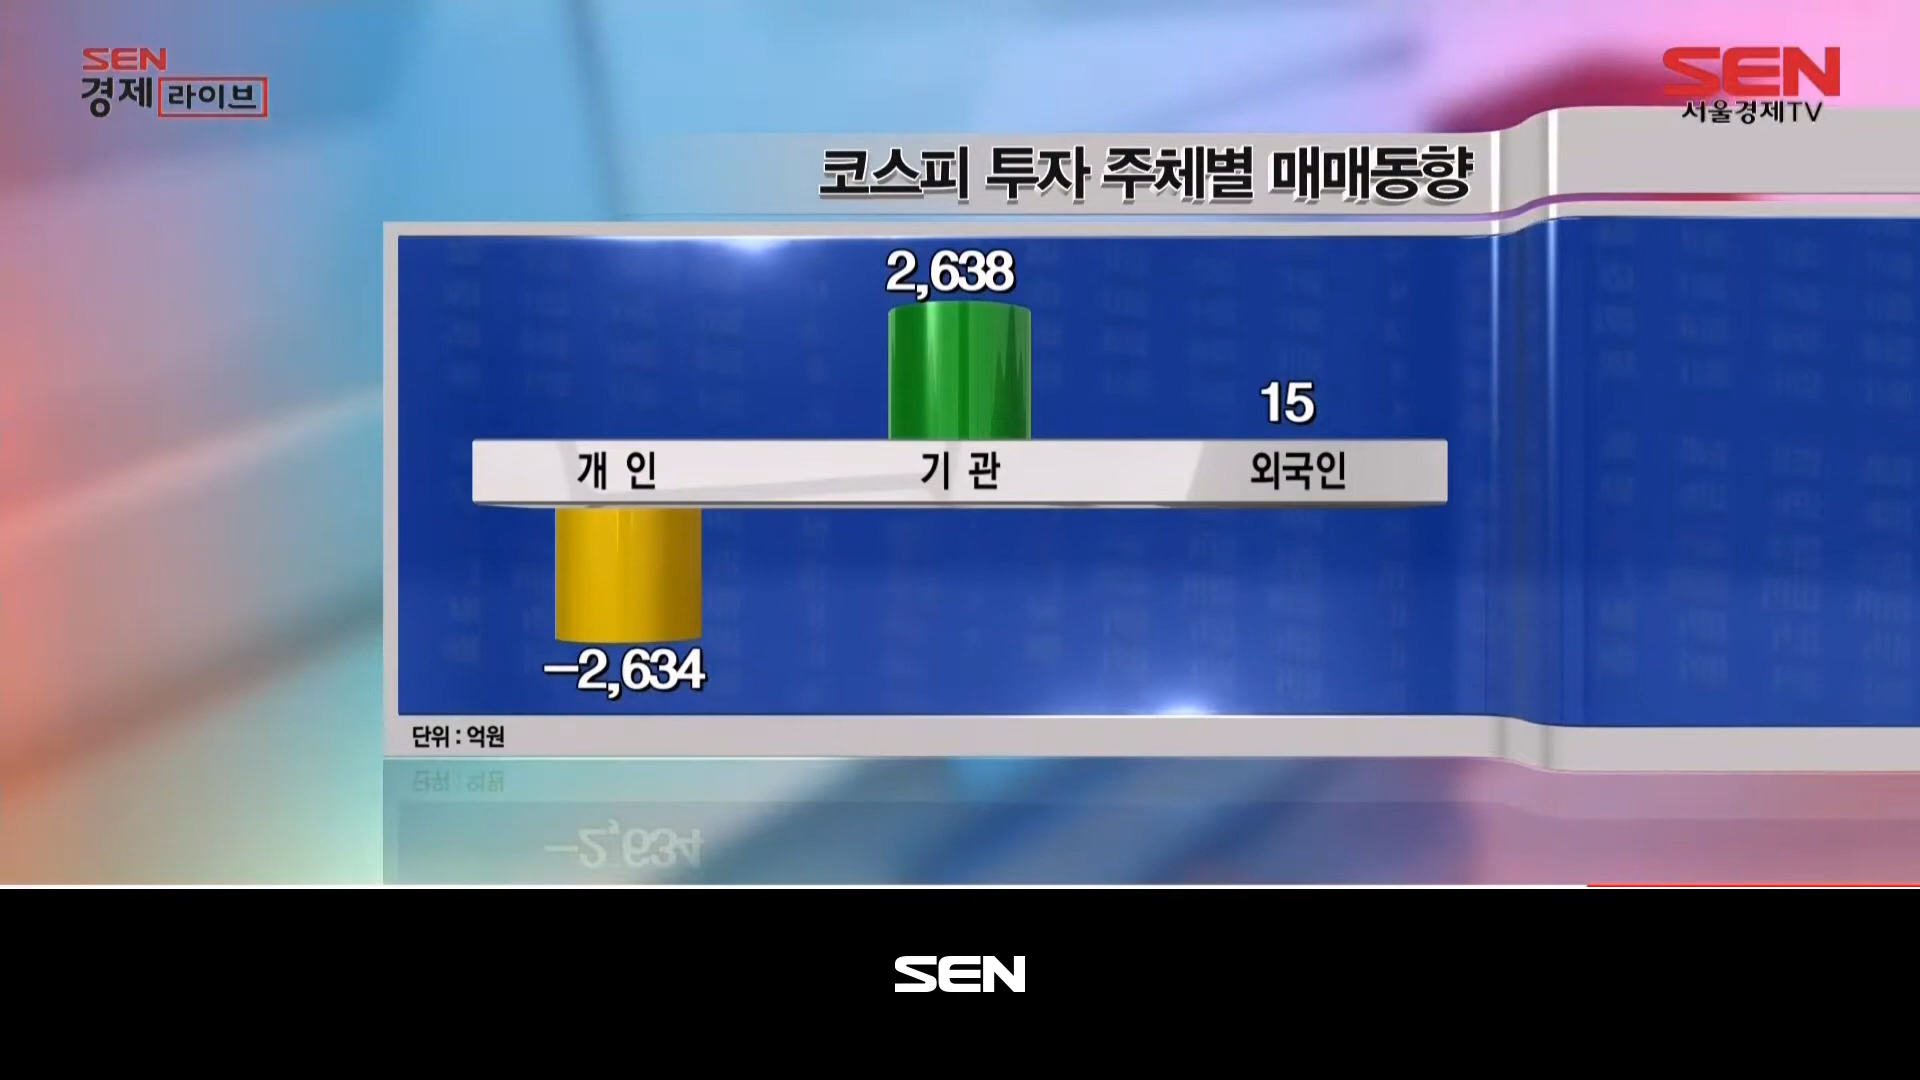 SEN
경제 라이브
SEN
서울경제TV
코스피 투자 주체별 매매동향
2,638
15
개 인 기 관 외국인
-2,634
단위 : 억원
SEN